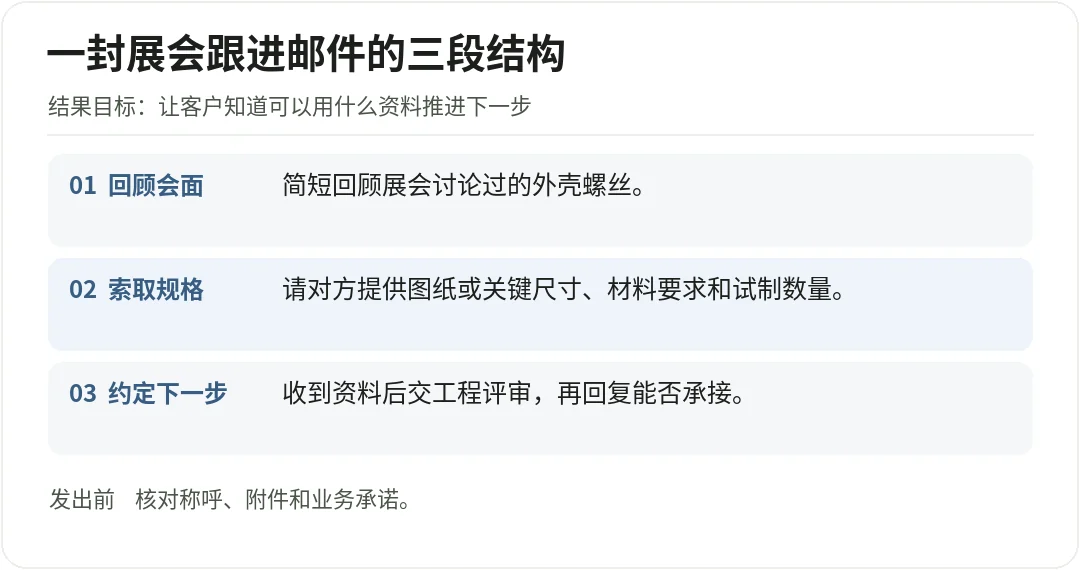 一封展会跟进邮件的三段结构
结果目标：让客户知道可以用什么资料推进下一步
01 回顾会面 简短回顾展会讨论过的外壳螺丝。
02 索取规格 请对方提供图纸或关键尺寸、材料要求和试制数量。
03 约定下一步 收到资料后交工程评审，再回复能否承接。
发出前 核对称呼、附件和业务承诺。